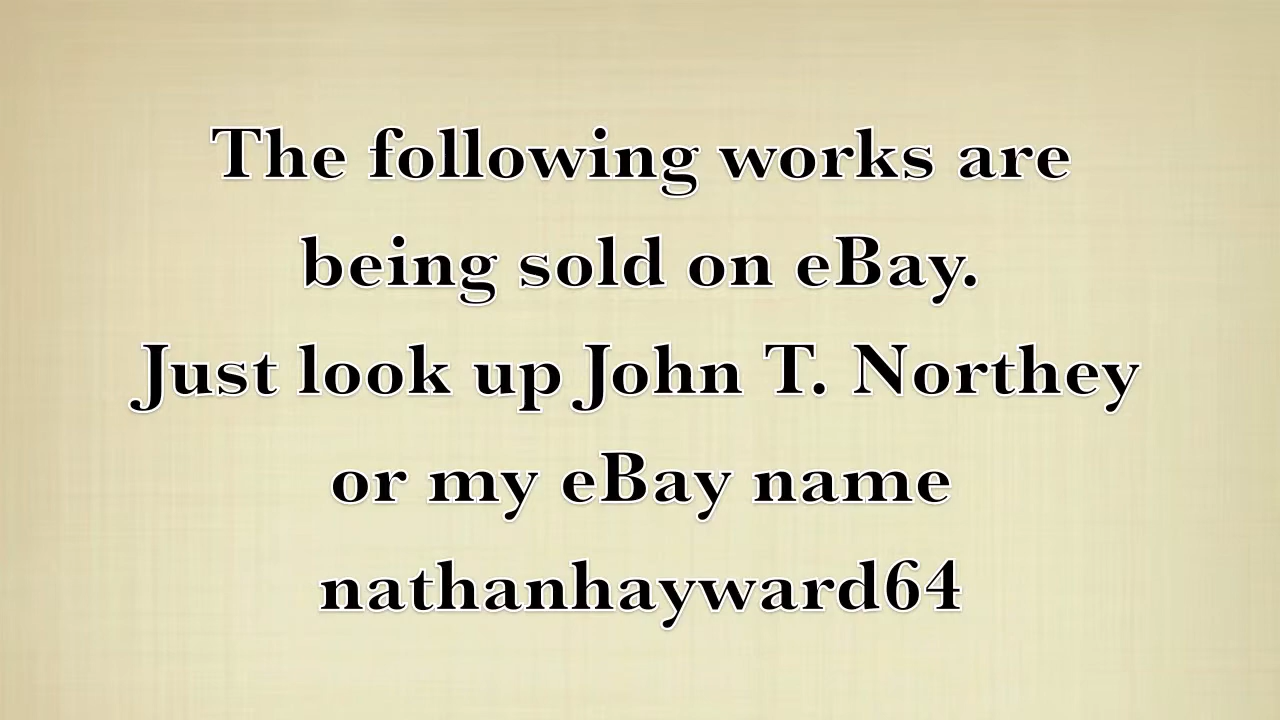 The following works are
being sold on eBay.
Just look up John T. Northey
or my eBay name
nathanhayward64